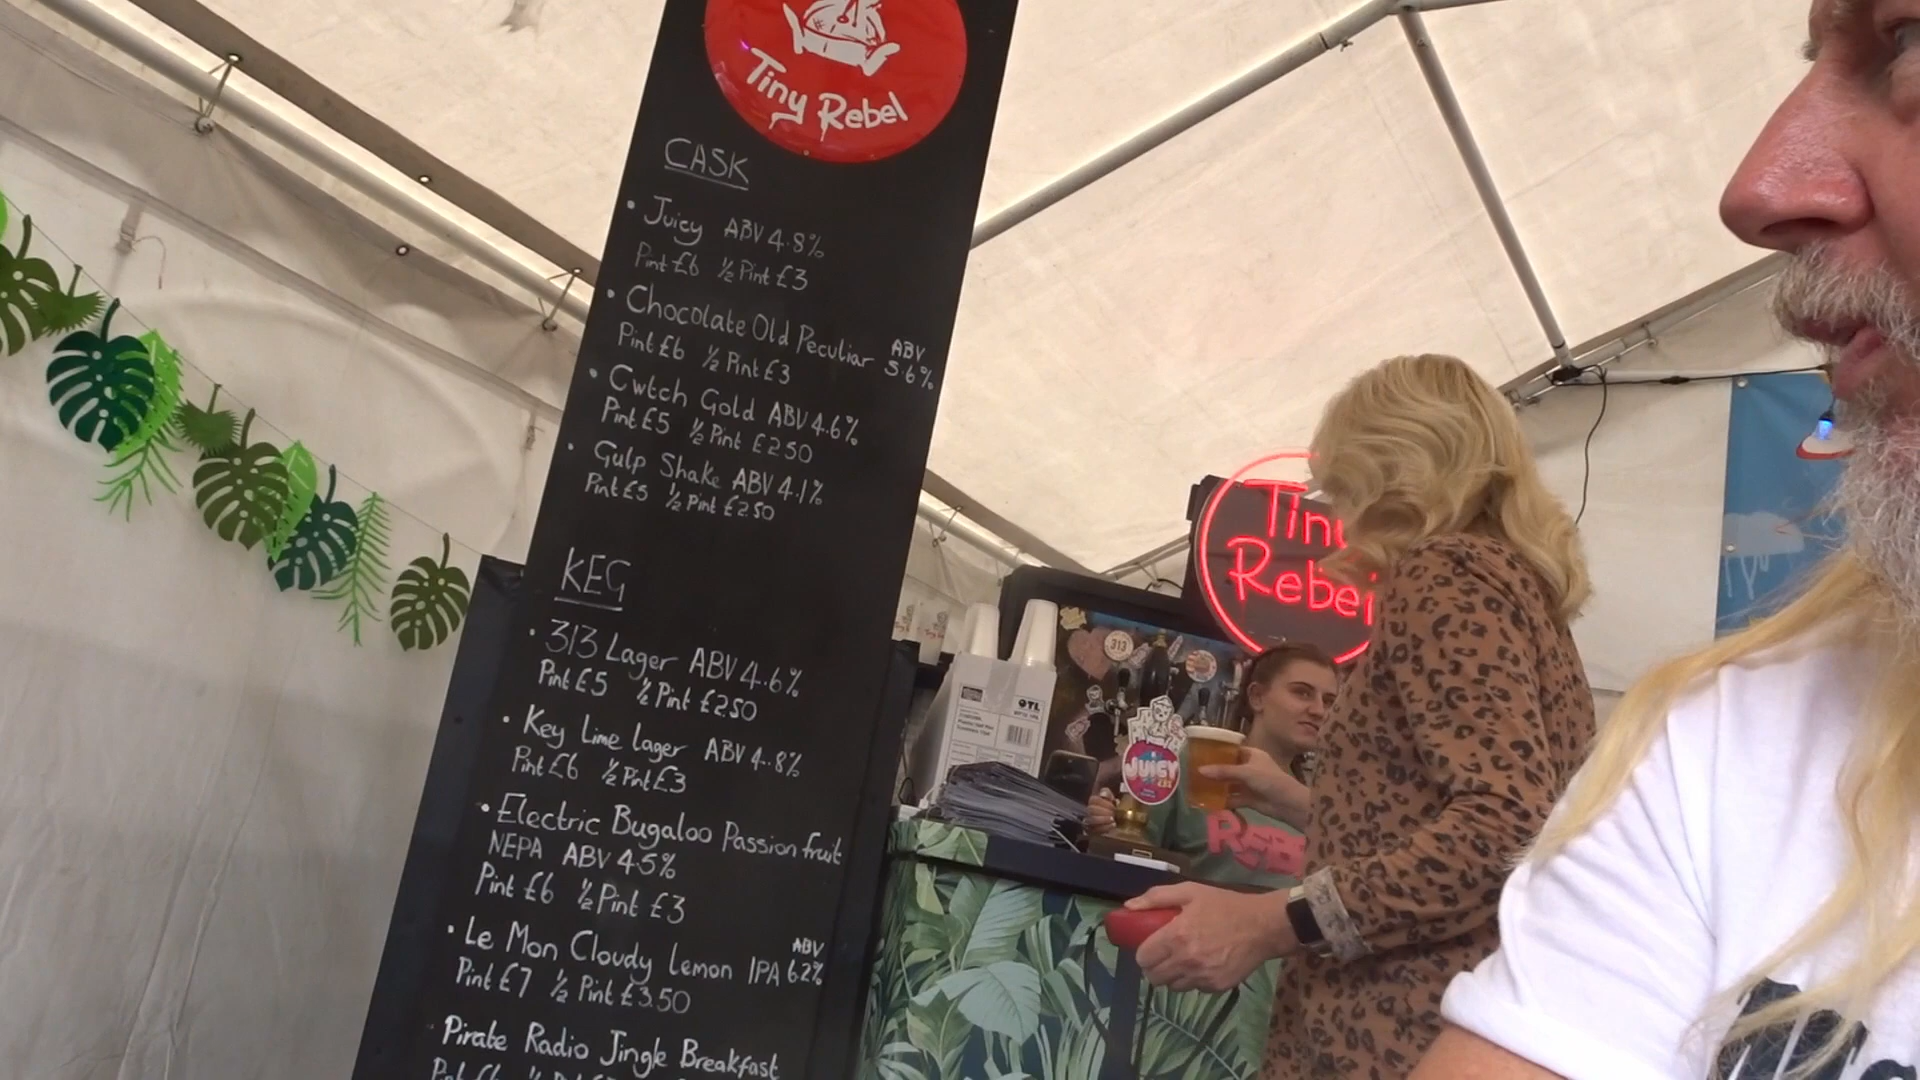 Tiny Rebel
CASK
• Juicy ABV 4.8%
Pint £6 ½ Pint £3
• Chocolate Old Peculiar ABV 5.6%
Pint £6 ½ Pint £3
• Cwtch Gold ABV 4.6%
Pint £5 ½ Pint £2.50
• Gulp Shake ABV 4.1%
Pint £5 ½ Pint £2.50
KEG
• 313 Lager ABV 4.6%
Pint £5 ½ Pint £2.50
• Key Lime lager ABV 4.8%
Pint £6 ½ Pint £3
• Electric Bugaloo Passion fruit
NEPA ABV 4.5%
Pint £6 ½ Pint £3
• Le Mon Cloudy Lemon IPA ABV 6.2%
Pint £7 ½ Pint £3.50
Pirate Radio Jingle Breakfast
Tiny
Rebel
313
OTL
JUICY